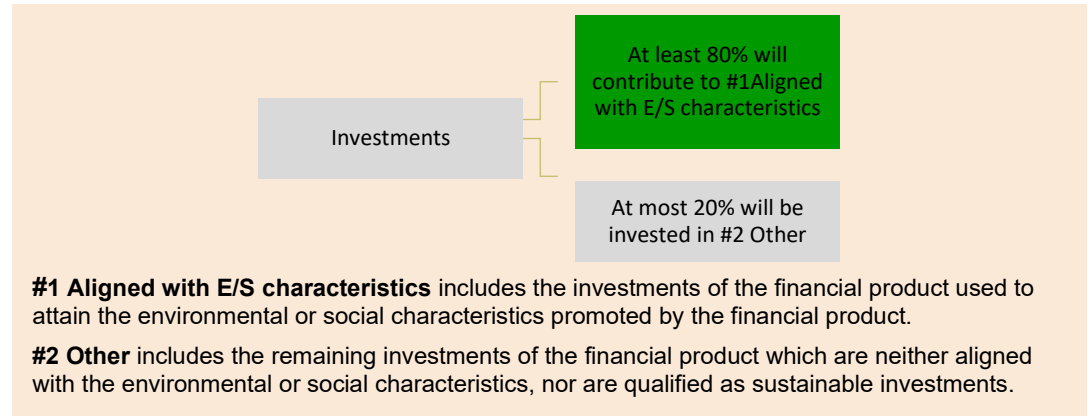 At least 80% will
contribute to #1Aligned
with E/S characteristics
Investments
At most 20% will be
invested in #2 Other
#1 Aligned with E/S characteristics includes the investments of the financial product used to
attain the environmental or social characteristics promoted by the financial product.
#2 Other includes the remaining investments of the financial product which are neither aligned
with the environmental or social characteristics, nor are qualified as sustainable investments.